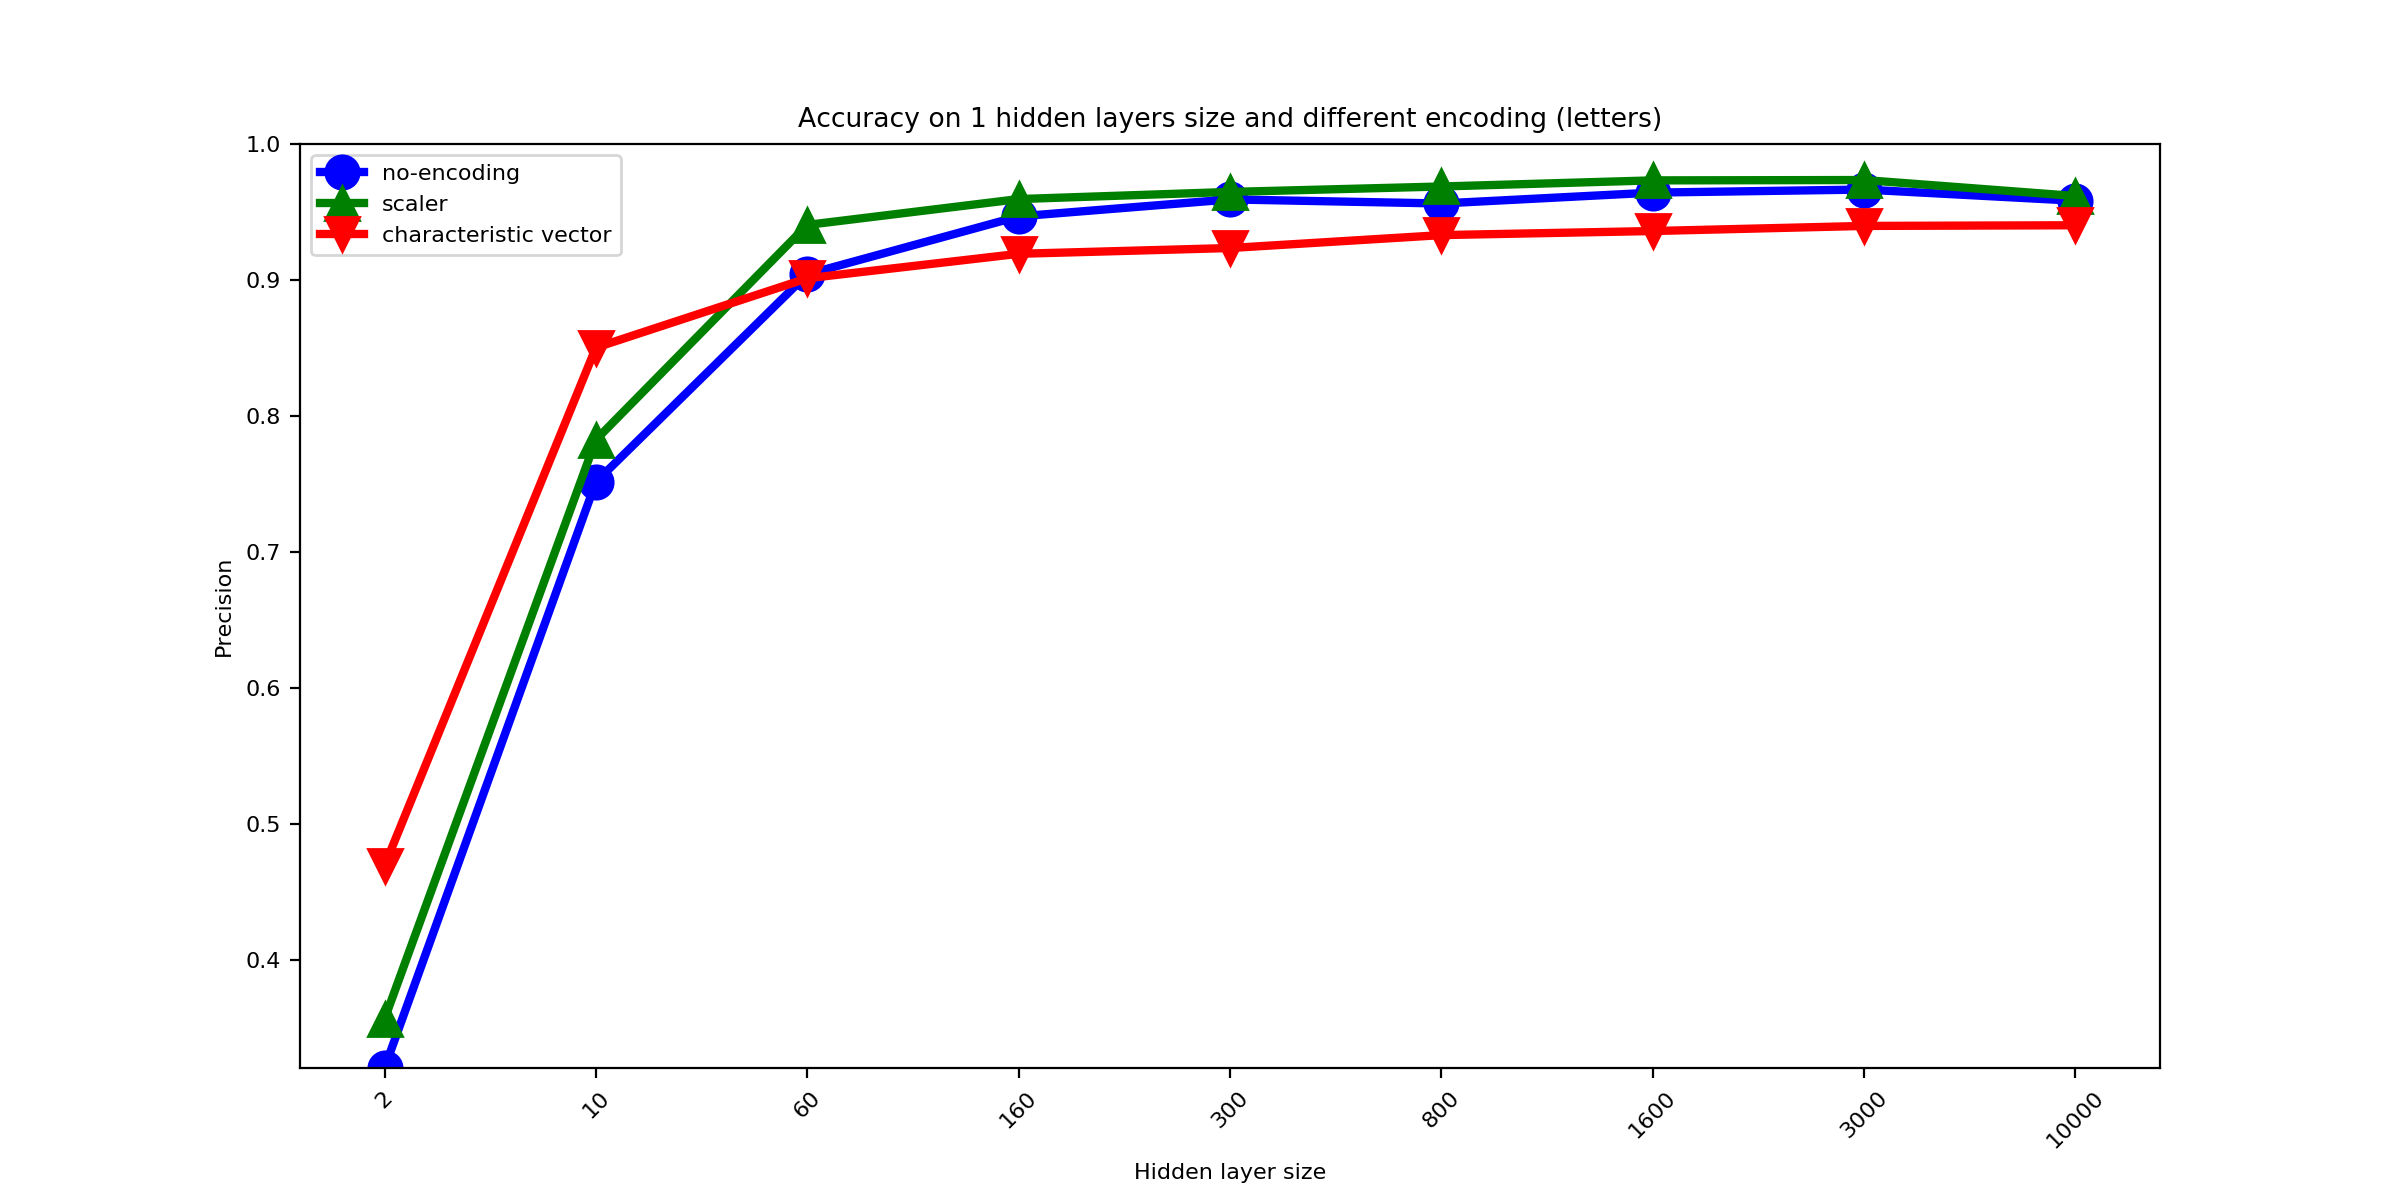 Accuracy on 1 hidden layers size and different encoding (letters)
1.0
0.9
0.8
0.7
0.6
0.5
0.4
Precision
no-encoding
scaler
characteristic vector
2
10
60
160
300
800
1600
3000
10000
Hidden layer size